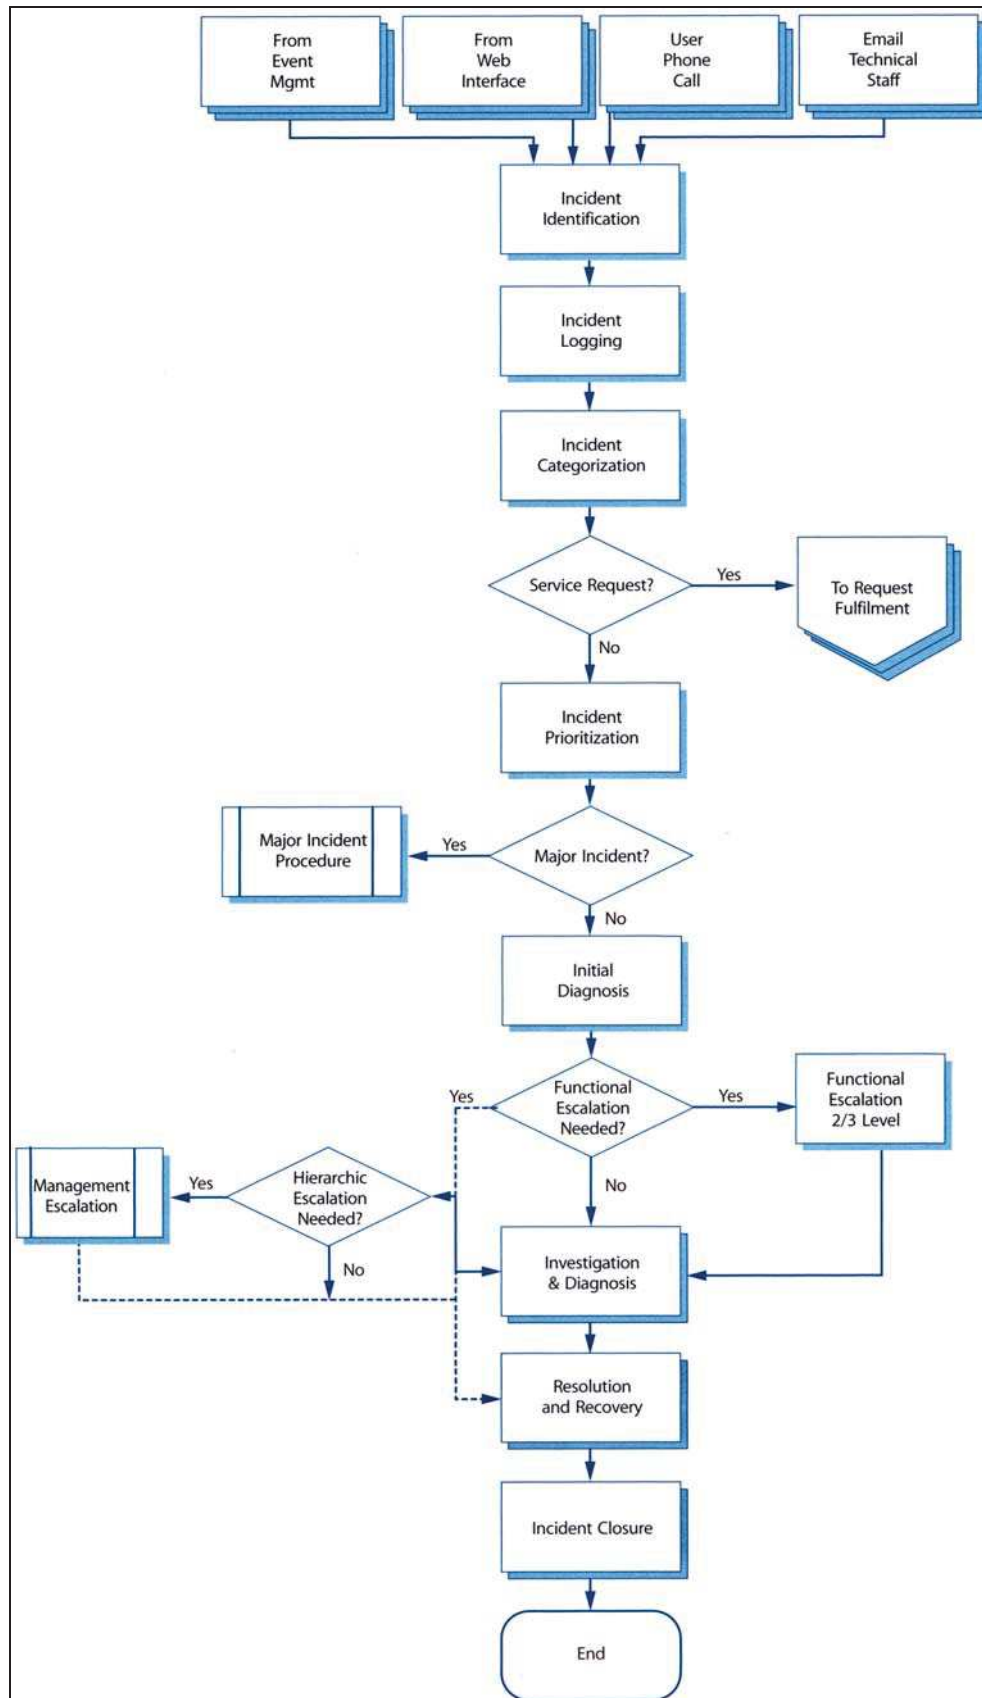 From
Event
Mgmt
From
Web
Interface
User
Phone
Call
Email
Technical
Staff
Incident
Identification
Incident
Logging
Incident
Categorization
Service Request?
Yes
To Request
Fulfilment
No
Incident
Prioritization
Major Incident
Procedure
Yes
Major Incident?
No
Initial
Diagnosis
Yes
Functional
Escalation
Needed?
Yes
Functional
Escalation
2/3 Level
Management
Escalation
Yes
Hierarchic
Escalation
Needed?
No
No
Investigation
& Diagnosis
Resolution
and Recovery
Incident Closure
End